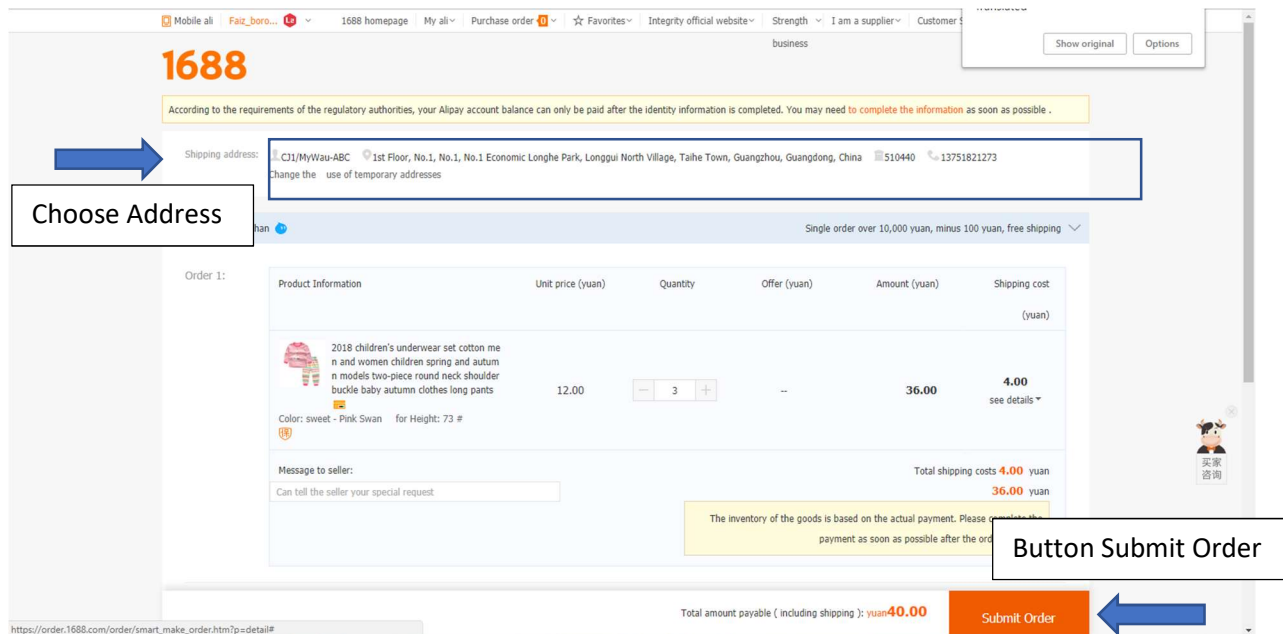 Mobile ali Faiz_boro... 1688 homepage My ali Purchase order 0 Favorites Integrity official website Strength I am a supplier Customer
business
Show original Options
1688
According to the requirements of the regulatory authorities, your Alipay account balance can only be paid after the identity information is completed. You may need to complete the information as soon as possible .
Shipping address: CJ1/MyWau-ABC 1st Floor, No.1, No.1, No.1 Economic Longhe Park, Longgui North Village, Taihe Town, Guangzhou, Guangdong, China 510440 13751821273
Change the use of temporary addresses
Choose Address
han Single order over 10,000 yuan, minus 100 yuan, free shipping
Order 1:
Product Information Unit price (yuan) Quantity Offer (yuan) Amount (yuan) Shipping cost
(yuan)
2018 children's underwear set cotton me
n and women children spring and autum
n models two-piece round neck shoulder
buckle baby autumn clothes long pants
12.00 3 -- 36.00 4.00
see details
Color: sweet - Pink Swan for Height: 73 #
Message to seller: Total shipping costs 4.00 yuan
Can tell the seller your special request 36.00 yuan
The inventory of the goods is based on the actual payment. Please complete the
payment as soon as possible after the ord
Button Submit Order
Total amount payable ( including shipping ): yuan40.00 Submit Order
买家
咨询
https://order.1688.com/order/smart_make_order.htm?p=detail#